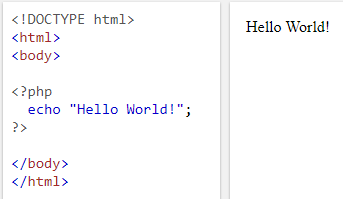 <!DOCTYPE html>
<html>
<body>
<?php
echo "Hello World!";
?>
</body>
</html>
Hello World!